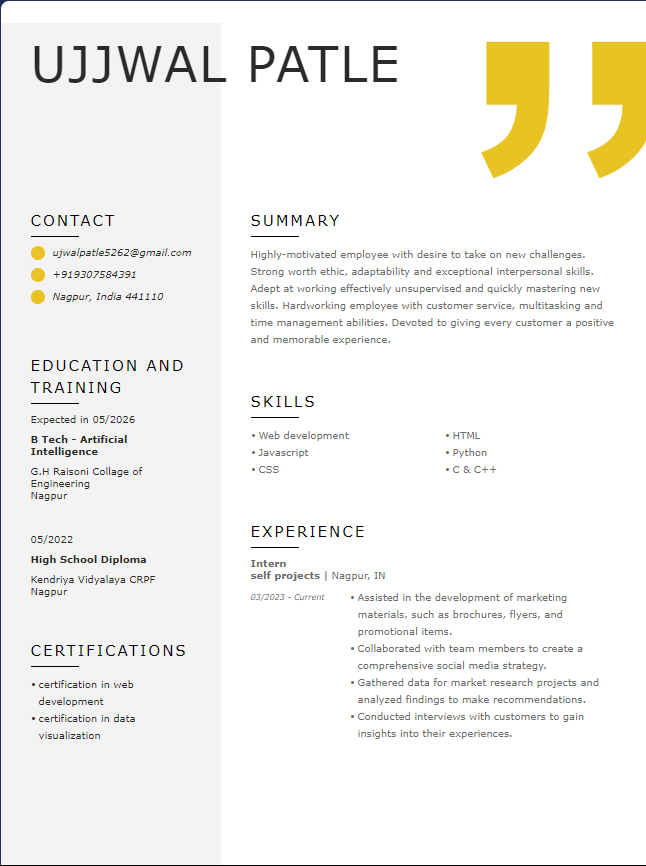 UJJWAL PATLE
CONTACT
ujwalpatle5262@gmail.com
+919307584391
Nagpur, India 441110
EDUCATION AND
TRAINING
Expected in 05/2026
B Tech - Artificial
Intelligence
G.H Raisoni Collage of
Engineering
Nagpur
05/2022
High School Diploma
Kendriya Vidyalaya CRPF
Nagpur
CERTIFICATIONS
• certification in web
development
• certification in data
visualization
SUMMARY
Highly-motivated employee with desire to take on new challenges.
Strong worth ethic, adaptability and exceptional interpersonal skills.
Adept at working effectively unsupervised and quickly mastering new
skills. Hardworking employee with customer service, multitasking and
time management abilities. Devoted to giving every customer a positive
and memorable experience.
SKILLS
• Web development
• Javascript
• CSS
• HTML
• Python
• C & C++
EXPERIENCE
Intern
self projects | Nagpur, IN
03/2023 - Current
• Assisted in the development of marketing
materials, such as brochures, flyers, and
promotional items.
• Collaborated with team members to create a
comprehensive social media strategy.
• Gathered data for market research projects and
analyzed findings to make recommendations.
• Conducted interviews with customers to gain
insights into their experiences.